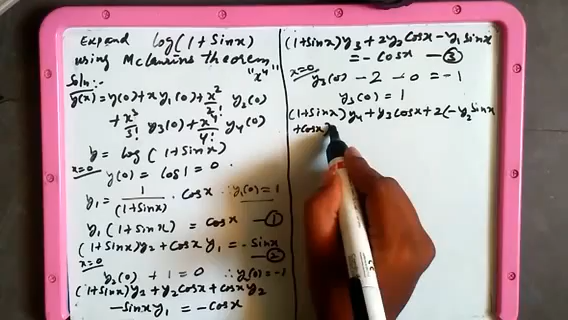 Expand log(1+Sinx)
using Mclaurins theorem
"x⁴"
Soln:-
y(x) = y(0) + x y₁(0) + x²/2! y₂(0)
+ x³/3! y₃(0) + x⁴/4! y₄(0)
y = log(1+Sinx)
x=0 y(0) = log1 = 0.
y₁ = 1/(1+Sinx) . Cosx ∴ y₁(0) = 1
y₁(1+Sinx) = Cosx —①
(1+Sinx)y₂ + Cosx y₁ = -Sinx —②
x=0
y₂(0) + 1 = 0 ∴ y₂(0) = -1
(1+Sinx)y₃ + y₂Cosx + Cosx y₂
-Sinx y₁ = -Cosx
(1+Sinx)y₃ + 2y₂Cosx - y₁Sinx
= -Cosx —③
x=0
y₃(0) - 2 - 0 = -1
y₃(0) = 1
(1+Sinx)y₄ + y₃Cosx + 2(-y₂Sinx
+Cosx